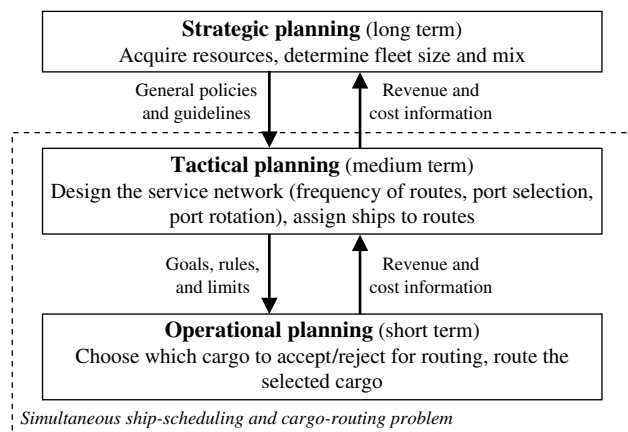 Strategic planning (long term)
Acquire resources, determine fleet size and mix
General policies
and guidelines
Revenue and
cost information
Tactical planning (medium term)
Design the service network (frequency of routes, port selection,
port rotation), assign ships to routes
Goals, rules,
and limits
Revenue and
cost information
Operational planning (short term)
Choose which cargo to accept/reject for routing, route the
selected cargo
Simultaneous ship-scheduling and cargo-routing problem